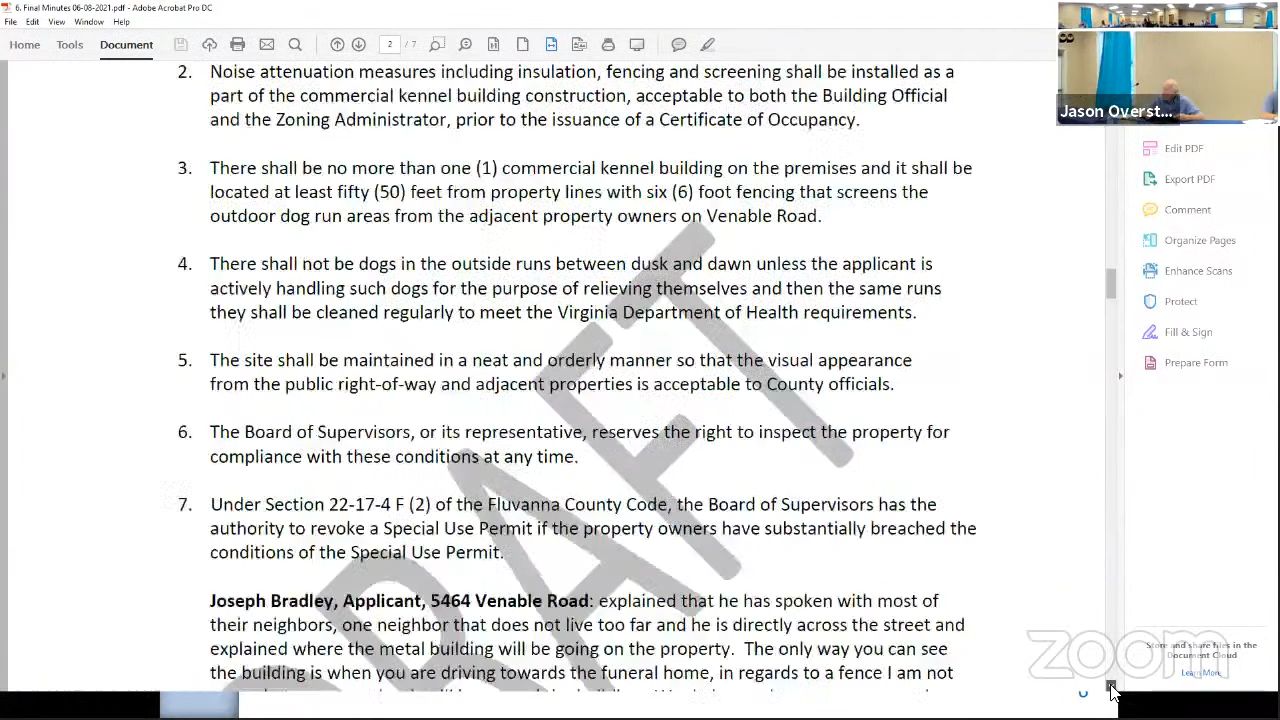 6. Final Minutes 06-08-2021.pdf - Adobe Acrobat Pro DC
File Edit View Window Help
Home Tools Document
2 / 7
2. Noise attenuation measures including insulation, fencing and screening shall be installed as a
part of the commercial kennel building construction, acceptable to both the Building Official
and the Zoning Administrator, prior to the issuance of a Certificate of Occupancy.
3. There shall be no more than one (1) commercial kennel building on the premises and it shall be
located at least fifty (50) feet from property lines with six (6) foot fencing that screens the
outdoor dog run areas from the adjacent property owners on Venable Road.
4. There shall not be dogs in the outside runs between dusk and dawn unless the applicant is
actively handling such dogs for the purpose of relieving themselves and then the same runs
they shall be cleaned regularly to meet the Virginia Department of Health requirements.
5. The site shall be maintained in a neat and orderly manner so that the visual appearance
from the public right-of-way and adjacent properties is acceptable to County officials.
6. The Board of Supervisors, or its representative, reserves the right to inspect the property for
compliance with these conditions at any time.
7. Under Section 22-17-4 F (2) of the Fluvanna County Code, the Board of Supervisors has the
authority to revoke a Special Use Permit if the property owners have substantially breached the
conditions of the Special Use Permit.
Joseph Bradley, Applicant, 5464 Venable Road: explained that he has spoken with most of
their neighbors, one neighbor that does not live too far and he is directly across the street and
explained where the metal building will be going on the property. The only way you can see
the building is when you are driving towards the funeral home, in regards to a fence I am not
DRAFT
Jason Overst...
Edit PDF
Export PDF
Comment
Organize Pages
Enhance Scans
Protect
Fill & Sign
Prepare Form
Store and share files in the
Document Cloud
Learn More
zoom